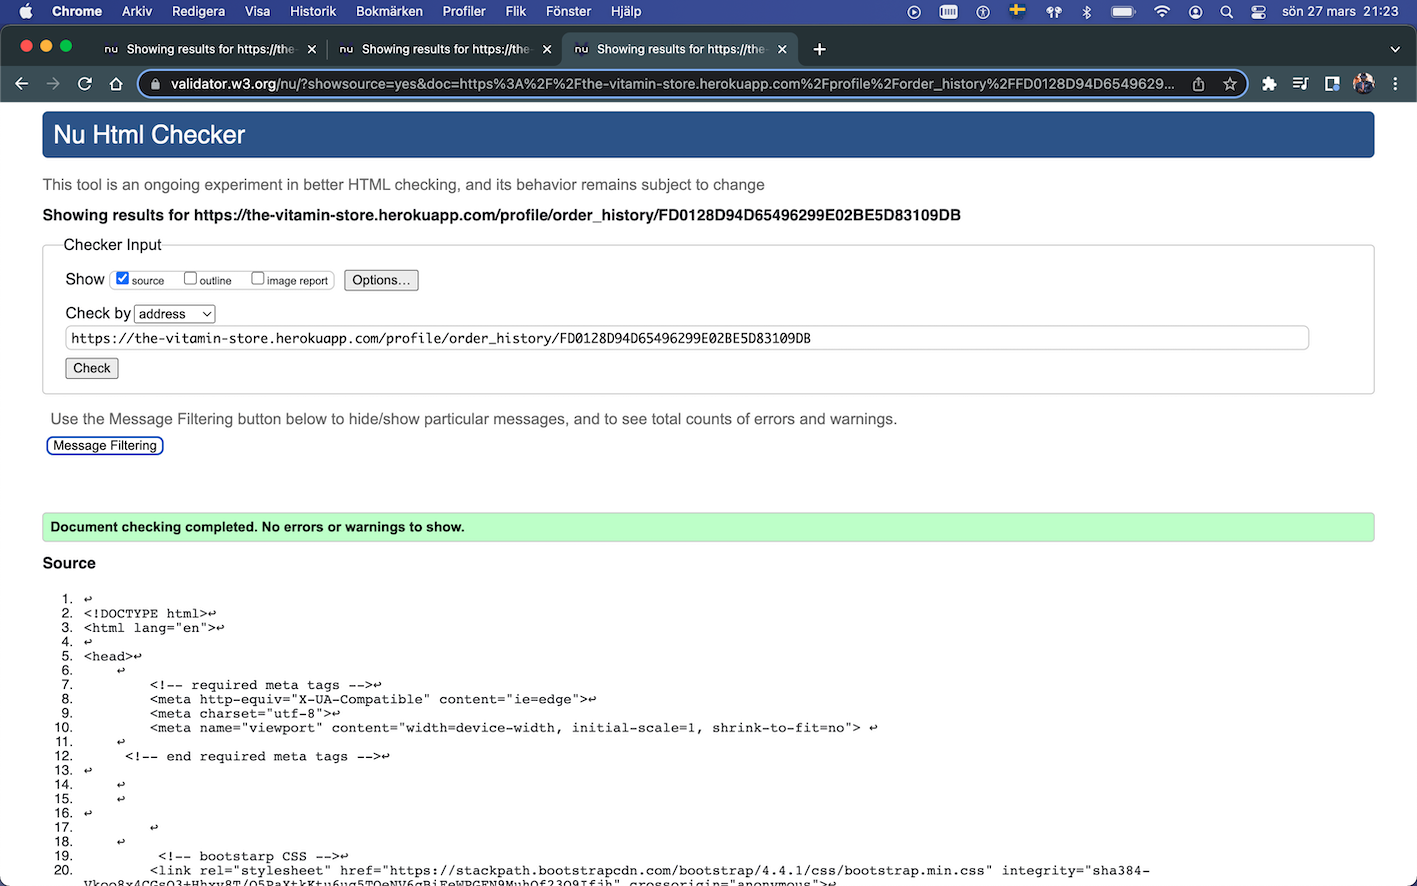 Chrome Arkiv Redigera Visa Historik Bokmärken Profiler Flik Fönster Hjälp sön 27 mars 21:23
nu Showing results for https://the- nu Showing results for https://the- nu Showing results for https://the-
validator.w3.org/nu/?showsource=yes&doc=https%3A%2F%2Fthe-vitamin-store.herokuapp.com%2Fprofile%2Forder_history%2FFD0128D94D6549629...
Nu Html Checker
This tool is an ongoing experiment in better HTML checking, and its behavior remains subject to change
Showing results for https://the-vitamin-store.herokuapp.com/profile/order_history/FD0128D94D65496299E02BE5D83109DB
Checker Input
Show source outline image report Options...
Check by address
https://the-vitamin-store.herokuapp.com/profile/order_history/FD0128D94D65496299E02BE5D83109DB
Check
Use the Message Filtering button below to hide/show particular messages, and to see total counts of errors and warnings.
Message Filtering
Document checking completed. No errors or warnings to show.
Source
1. ↩
2. <!DOCTYPE html>↩
3. <html lang="en">↩
4. ↩
5. <head>↩
6. ↩
7. <!-- required meta tags -->↩
8. <meta http-equiv="X-UA-Compatible" content="ie=edge">↩
9. <meta charset="utf-8">↩
10. <meta name="viewport" content="width=device-width, initial-scale=1, shrink-to-fit=no"> ↩
11. ↩
12. <!-- end required meta tags -->↩
13. ↩
14. ↩
15. ↩
16. ↩
17. ↩
18. ↩
19. <!-- bootstarp CSS -->↩
20. <link rel="stylesheet" href="https://stackpath.bootstrapcdn.com/bootstrap/4.4.1/css/bootstrap.min.css" integrity="sha384-
crossorigin="anonymous">↩